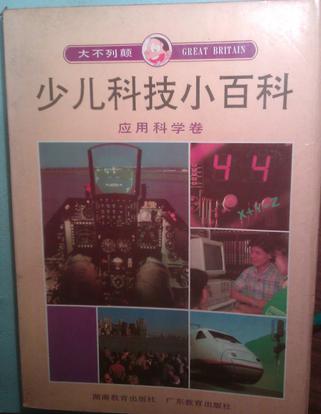 大不列颠 GREAT BRITAIN
少儿科技小百科
应用科学卷
44
x+y z
湖南教育出版社 广东教育出版社